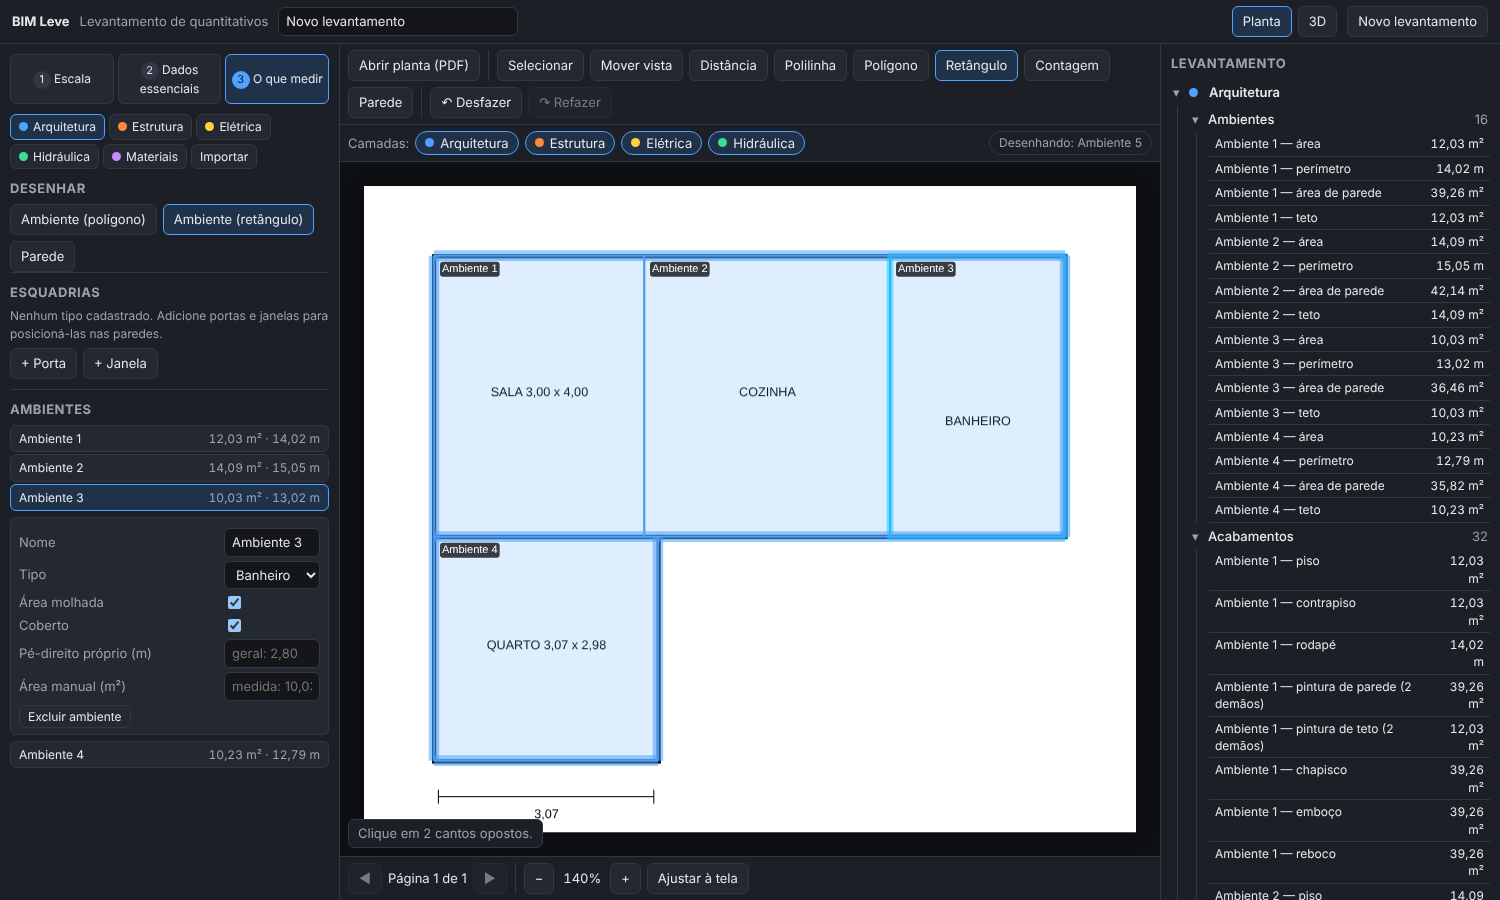 BIM Leve Levantamento de quantitativos Novo levantamento Planta 3D Novo levantamento
1 Escala
2 Dados essenciais
3 O que medir
Arquitetura Estrutura Elétrica
Hidráulica Materiais Importar
DESENHAR
Ambiente (polígono) Ambiente (retângulo)
Parede
ESQUADRIAS
Nenhum tipo cadastrado. Adicione portas e janelas para
posicioná-las nas paredes.
+ Porta + Janela
AMBIENTES
Ambiente 1 12,03 m² · 14,02 m
Ambiente 2 14,09 m² · 15,05 m
Ambiente 3 10,03 m² · 13,02 m
Nome Ambiente 3
Tipo Banheiro
Área molhada
Coberto
Pé-direito próprio (m) geral: 2,80
Área manual (m²) medida: 10,0
Excluir ambiente
Ambiente 4 10,23 m² · 12,79 m
Abrir planta (PDF) Selecionar Mover vista Distância Polilinha Polígono Retângulo Contagem
Parede ↶ Desfazer ↷ Refazer
Camadas: Arquitetura Estrutura Elétrica Hidráulica Desenhando: Ambiente 5
Ambiente 1 Ambiente 2 Ambiente 3
SALA 3,00 x 4,00 COZINHA
BANHEIRO
Ambiente 4
QUARTO 3,07 x 2,98
3,07
Clique em 2 cantos opostos.
◀ Página 1 de 1 ▶ − 140% + Ajustar à tela
LEVANTAMENTO
▾ Arquitetura
▾ Ambientes 16
Ambiente 1 — área 12,03 m²
Ambiente 1 — perímetro 14,02 m
Ambiente 1 — área de parede 39,26 m²
Ambiente 1 — teto 12,03 m²
Ambiente 2 — área 14,09 m²
Ambiente 2 — perímetro 15,05 m
Ambiente 2 — área de parede 42,14 m²
Ambiente 2 — teto 14,09 m²
Ambiente 3 — área 10,03 m²
Ambiente 3 — perímetro 13,02 m
Ambiente 3 — área de parede 36,46 m²
Ambiente 3 — teto 10,03 m²
Ambiente 4 — área 10,23 m²
Ambiente 4 — perímetro 12,79 m
Ambiente 4 — área de parede 35,82 m²
Ambiente 4 — teto 10,23 m²
▾ Acabamentos 32
Ambiente 1 — piso 12,03
m²
Ambiente 1 — contrapiso 12,03
m²
Ambiente 1 — rodapé 14,02
m
Ambiente 1 — pintura de parede (2 39,26
demãos) m²
Ambiente 1 — pintura de teto (2 12,03
demãos) m²
Ambiente 1 — chapisco 39,26
m²
Ambiente 1 — emboço 39,26
m²
Ambiente 1 — reboco 39,26
m²
Ambiente 2 — piso 14,09